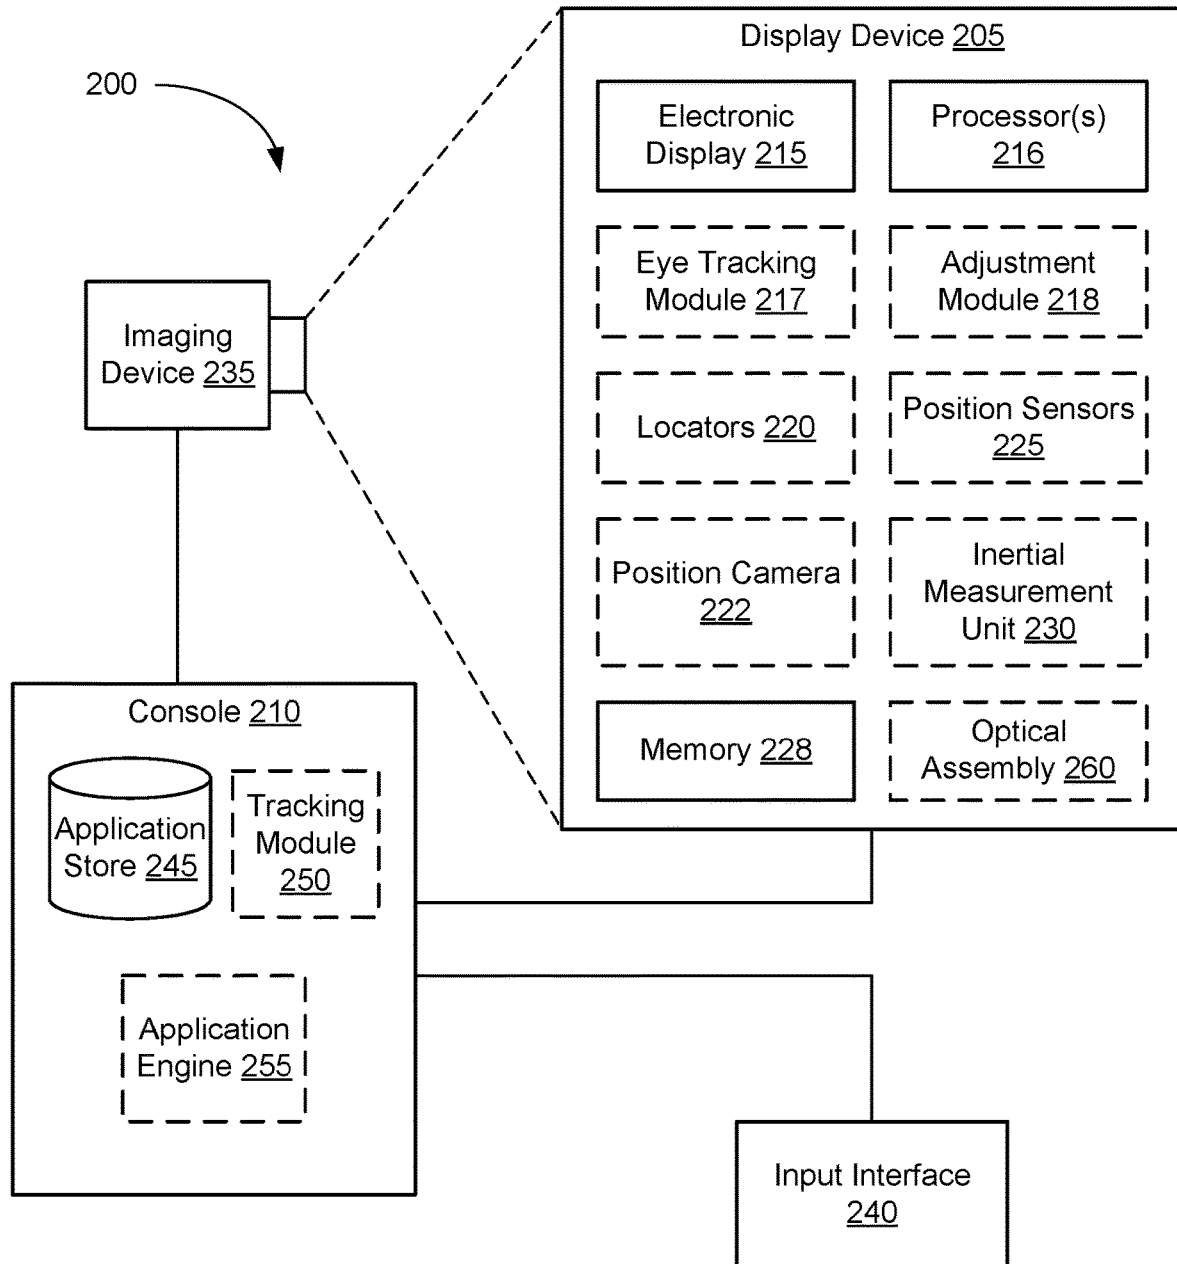 200
Display Device 205
Electronic
Display 215
Processor(s)
216
Eye Tracking
Module 217
Adjustment
Module 218
Imaging
Device 235
Locators 220
Position Sensors
225
Position Camera
222
Inertial
Measurement
Unit 230
Memory 228
Optical
Assembly 260
Console 210
Application
Store 245
Tracking
Module
250
Application
Engine 255
Input Interface
240